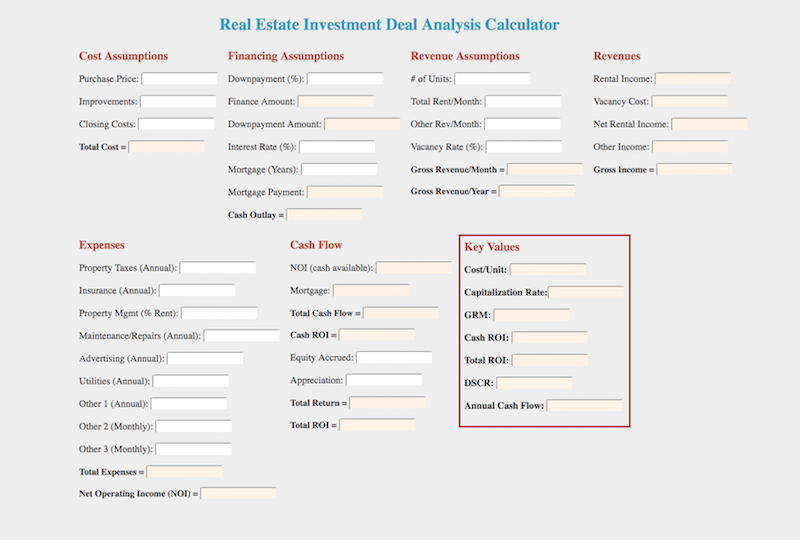 Real Estate Investment Deal Analysis Calculator
Cost Assumptions
Purchase Price:
Improvements:
Closing Costs:
Total Cost =
Financing Assumptions
Downpayment (%):
Finance Amount:
Downpayment Amount:
Interest Rate (%):
Mortgage (Years):
Mortgage Payment:
Cash Outlay =
Revenue Assumptions
# of Units:
Total Rent/Month:
Other Rev/Month:
Vacancy Rate (%):
Gross Revenue/Month =
Gross Revenue/Year =
Revenues
Rental Income:
Vacancy Cost:
Net Rental Income:
Other Income:
Gross Income =
Expenses
Property Taxes (Annual):
Insurance (Annual):
Property Mgmt (% Rent):
Maintenance/Repairs (Annual):
Advertising (Annual):
Utilities (Annual):
Other 1 (Annual):
Other 2 (Monthly):
Other 3 (Monthly):
Total Expenses =
Net Operating Income (NOI) =
Cash Flow
NOI (cash available):
Mortgage:
Total Cash Flow =
Cash ROI =
Equity Accrued:
Appreciation:
Total Return =
Total ROI =
Key Values
Cost/Unit:
Capitalization Rate:
GRM:
Cash ROI:
Total ROI:
DSCR:
Annual Cash Flow: